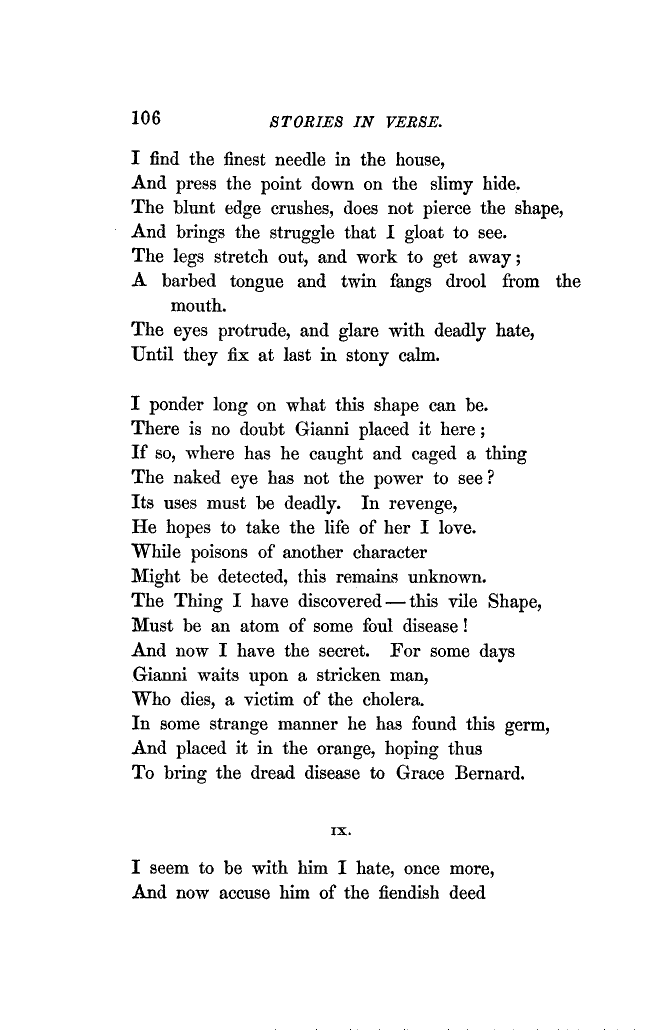 106 STORIES IN VERSE.
I find the finest needle in the house,
And press the point down on the slimy hide.
The blunt edge crushes, does not pierce the shape,
And brings the struggle that I gloat to see.
The legs stretch out, and work to get away ;
A barbed tongue and twin fangs drool from the
mouth.
The eyes protrude, and glare with deadly hate,
Until they fix at last in stony calm.
I ponder long on what this shape can be.
There is no doubt Gianni placed it here ;
If so, where has he caught and caged a thing
The naked eye has not the power to see ?
Its uses must be deadly. In revenge,
He hopes to take the life of her I love.
While poisons of another character
Might be detected, this remains unknown.
The Thing I have discovered — this vile Shape,
Must be an atom of some foul disease !
And now I have the secret. For some days
Gianni waits upon a stricken man,
Who dies, a victim of the cholera.
In some strange manner he has found this germ,
And placed it in the orange, hoping thus
To bring the dread disease to Grace Bernard.
IX.
I seem to be with him I hate, once more,
And now accuse him of the fiendish deed